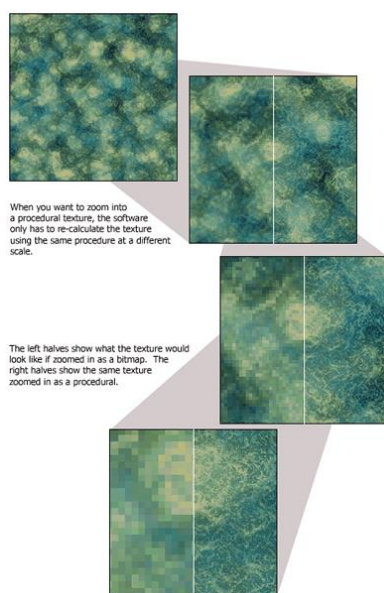 When you want to zoom into
a procedural texture, the software
only has to re-calculate the texture
using the same procedure at a different
scale.
The left halves show what the texture would
look like if zoomed in as a bitmap.  The
right halves show the same texture
zoomed in as a procedural.